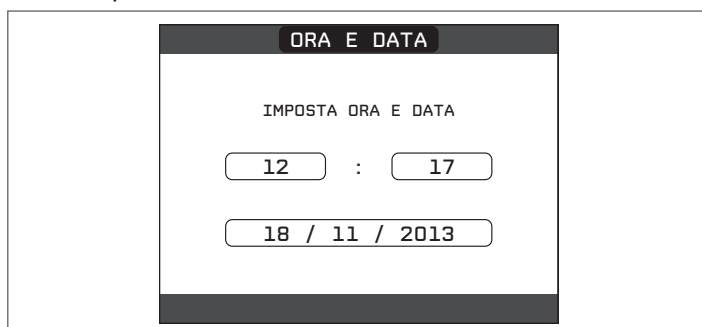 ORA E DATA
IMPOSTA ORA E DATA
12 : 17
18 / 11 / 2013